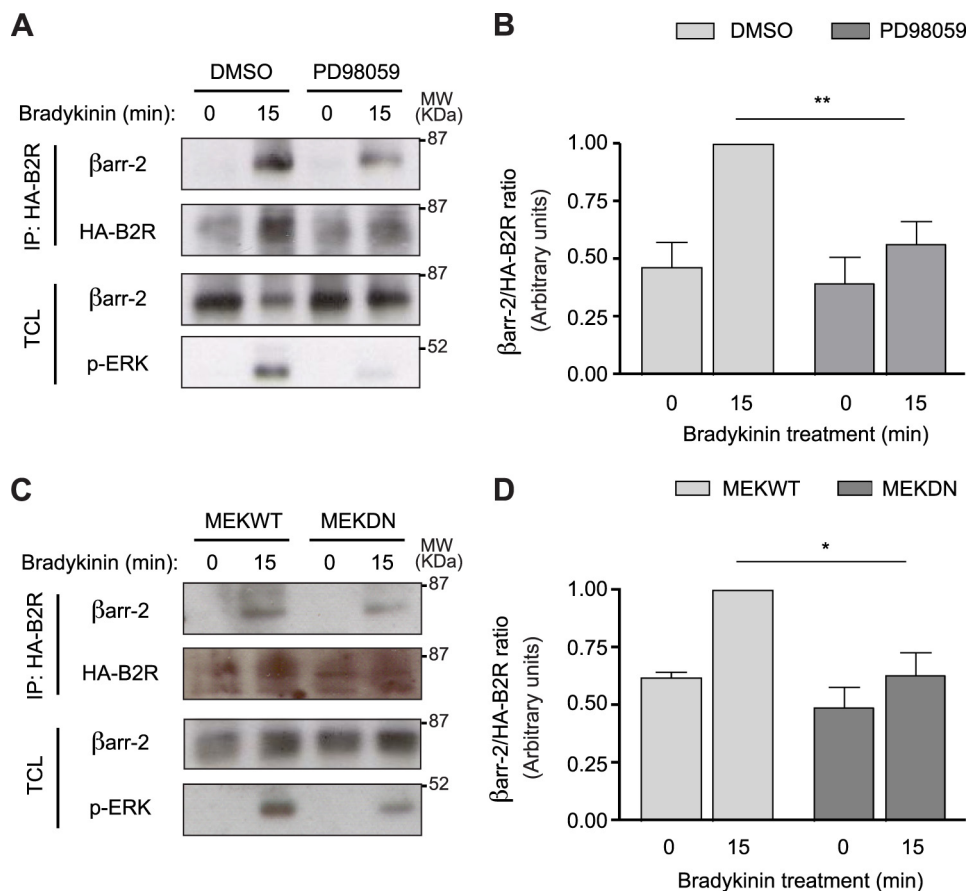 A
DMSO PD98059
Bradykinin (min): 0 15 0 15 MW (KDa)
IP: HA-B2R
βarr-2 87
HA-B2R 87
TCL
βarr-2 87
p-ERK 52
B
DMSO PD98059
**
βarr-2/HA-B2R ratio
(Arbitrary units)
1.00
0.75
0.50
0.25
0.00
0 15 0 15
Bradykinin treatment (min)
C
MEKWT MEKDN
Bradykinin (min): 0 15 0 15 MW (KDa)
IP: HA-B2R
βarr-2 87
HA-B2R 87
TCL
βarr-2 87
p-ERK 52
D
MEKWT MEKDN
*
βarr-2/HA-B2R ratio
(Arbitrary units)
1.00
0.75
0.50
0.25
0.00
0 15 0 15
Bradykinin treatment (min)